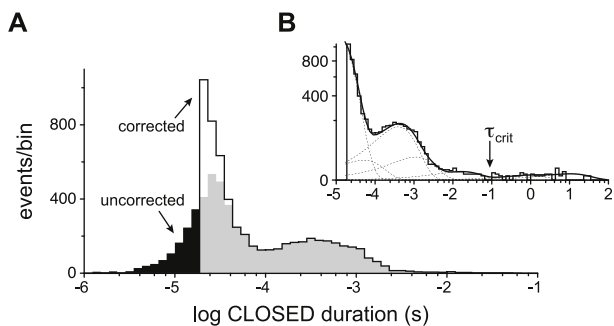 A
B
800
400
0
-5 -4 -3 -2 -1 0 1 2
τcrit
events/bin
800
400
0
corrected
uncorrected
-6 -5 -4 -3 -2 -1
log CLOSED duration (s)